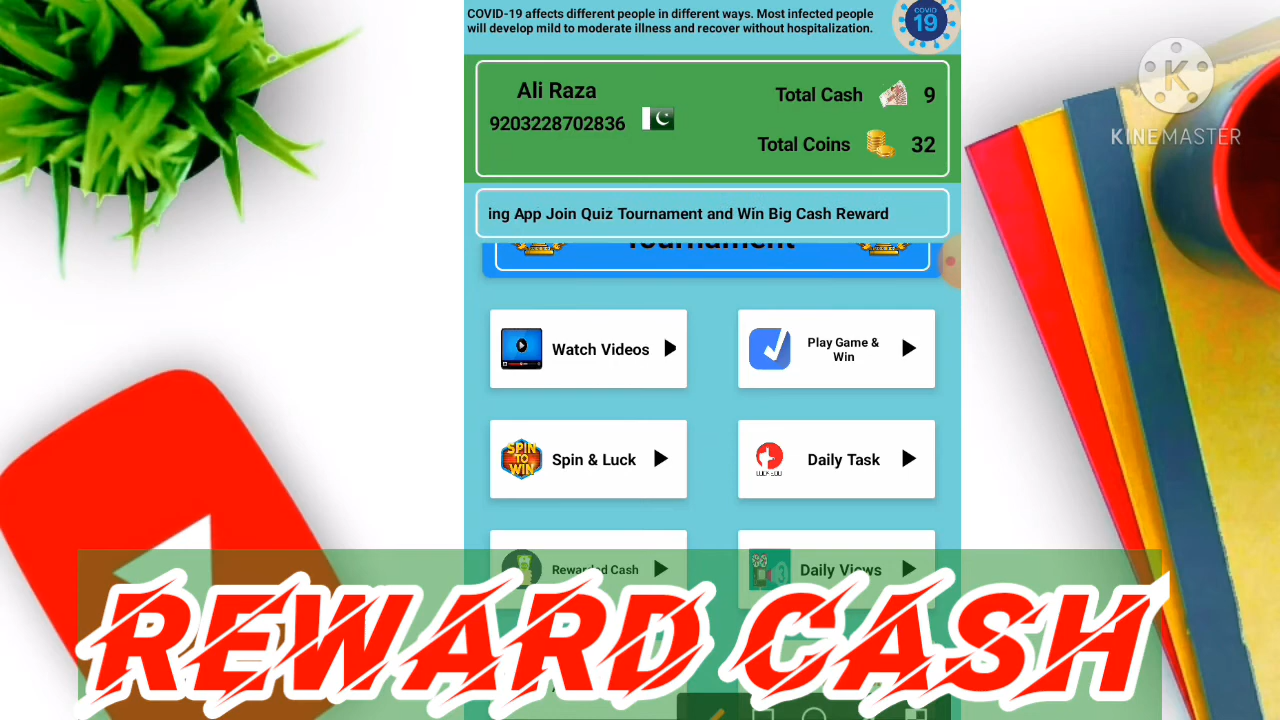 COVID-19 affects different people in different ways. Most infected people
will develop mild to moderate illness and recover without hospitalization.
COVID
19
Ali Raza
9203228702836
Total Cash 9
Total Coins 32
KINEMASTER
ing App Join Quiz Tournament and Win Big Cash Reward
Tournament
Watch Videos
Play Game &
Win
SPIN
TO
WIN
Spin & Luck
Daily Task
Rewarded Cash
Daily Views
REWARD CASH